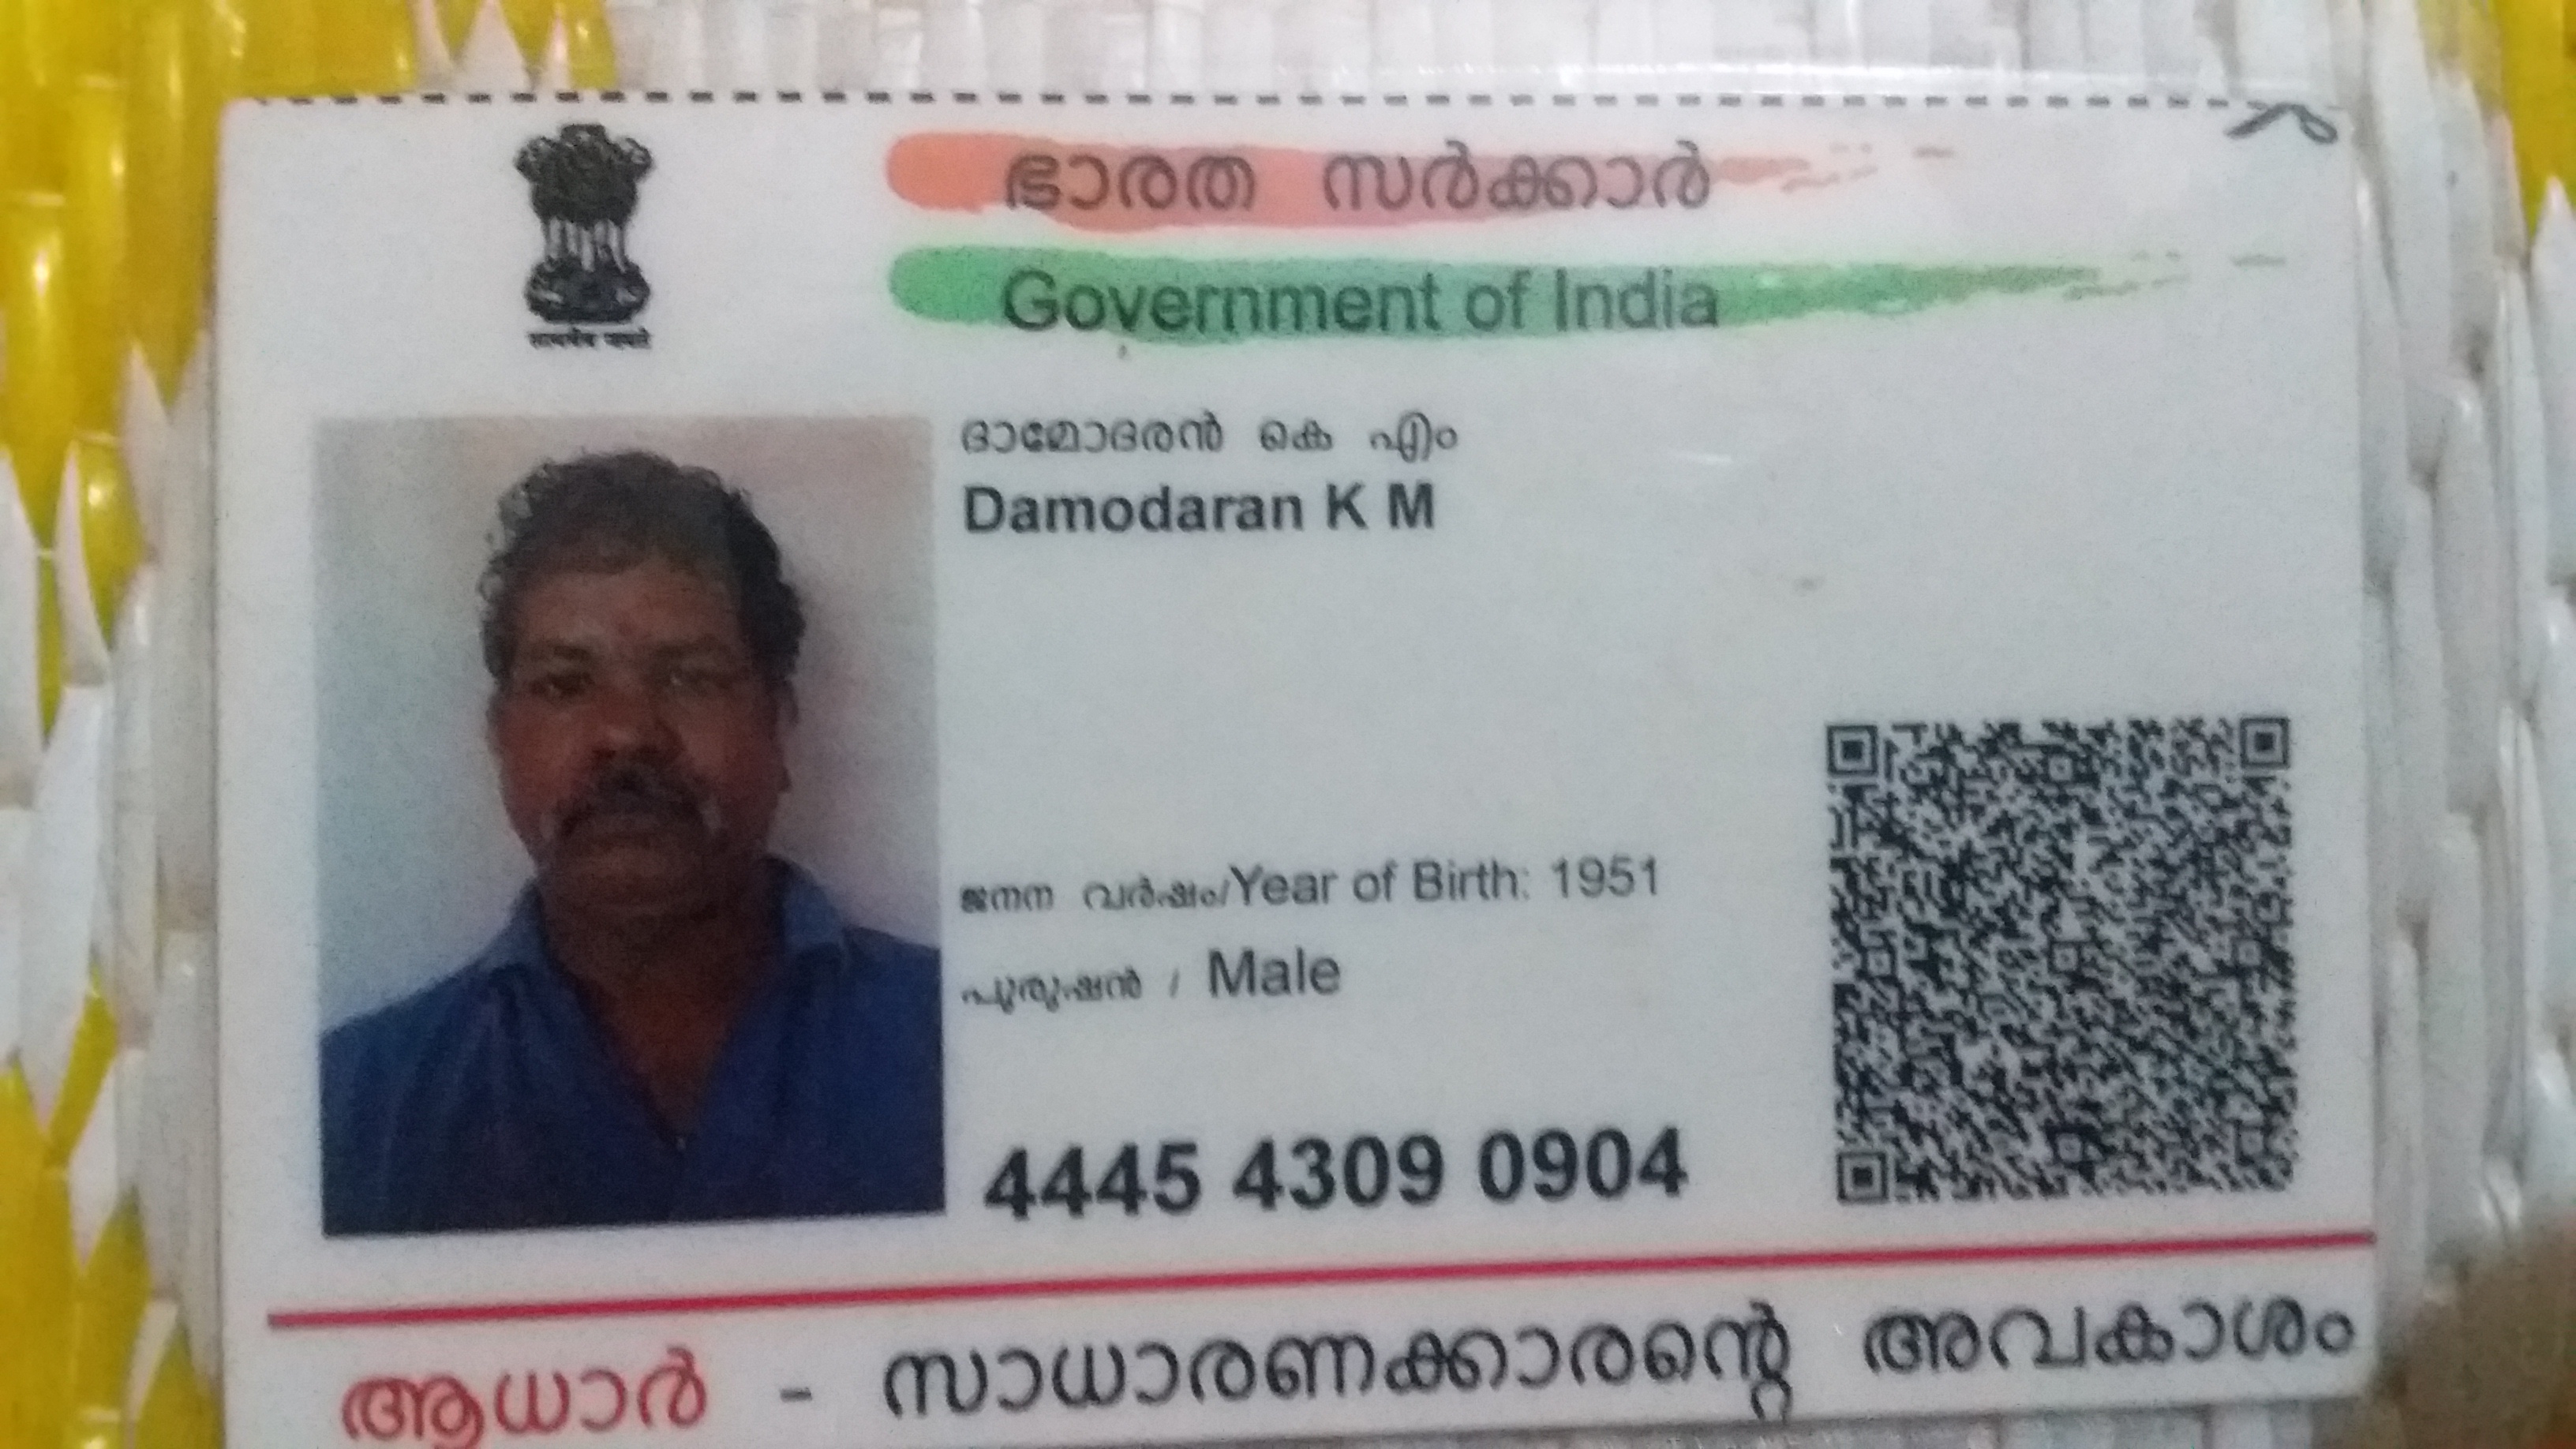 ഭാരത സർക്കാർ
Government of India
ദാമോദരൻ കെ എം
Damodaran K M
ജനന വർഷം/Year of Birth: 1951
പുരുഷൻ / Male
4445 4309 0904
ആധാർ - സാധാരണക്കാരന്റെ അവകാശം